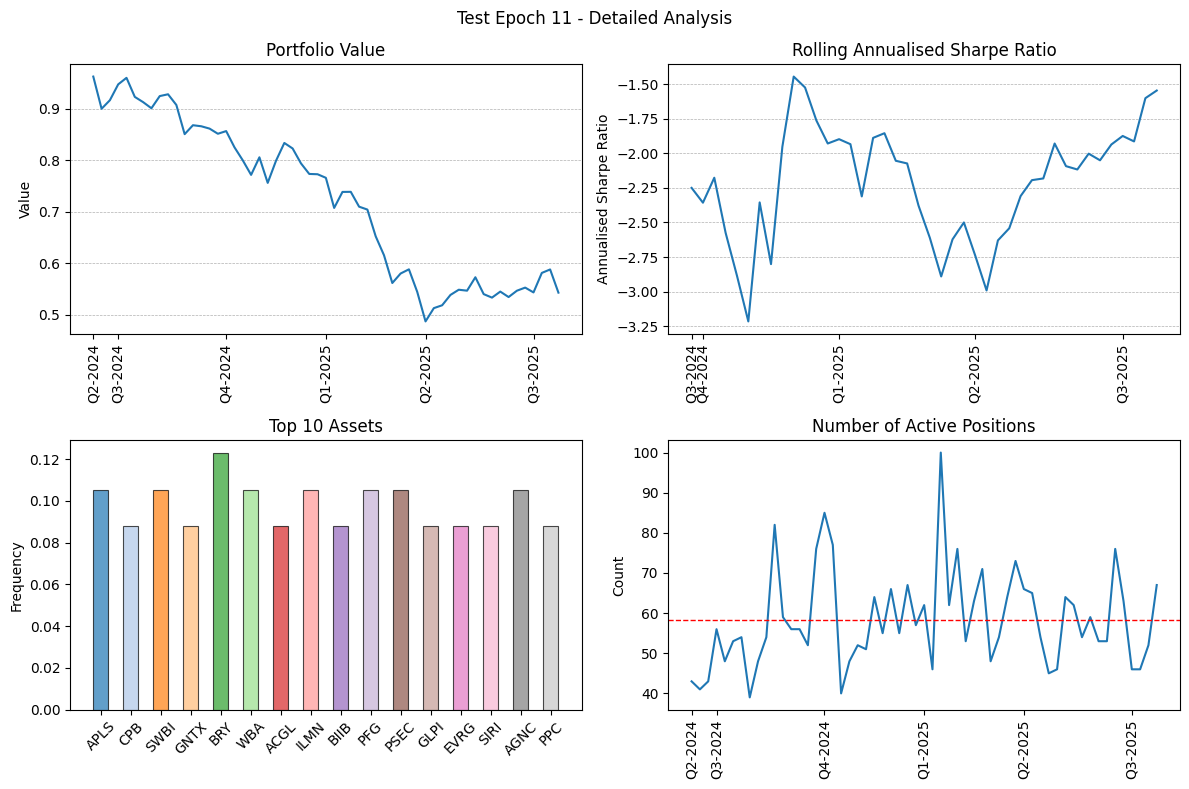 Test Epoch 11 - Detailed Analysis
Portfolio Value
Value
0.9
0.8
0.7
0.6
0.5
Q2-2024
Q3-2024
Q4-2024
Q1-2025
Q2-2025
Q3-2025
Rolling Annualised Sharpe Ratio
Annualised Sharpe Ratio
−1.50
−1.75
−2.00
−2.25
−2.50
−2.75
−3.00
−3.25
Q3-2024
Q4-2024
Q1-2025
Q2-2025
Q3-2025
Top 10 Assets
Frequency
0.12
0.10
0.08
0.06
0.04
0.02
0.00
APLS
CPB
SWBI
GNTX
BRY
WBA
ACGL
ILMN
BIIB
PFG
PSEC
GLPI
EVRG
SIRI
AGNC
PPC
Number of Active Positions
Count
100
90
80
70
60
50
40
Q2-2024
Q3-2024
Q4-2024
Q1-2025
Q2-2025
Q3-2025